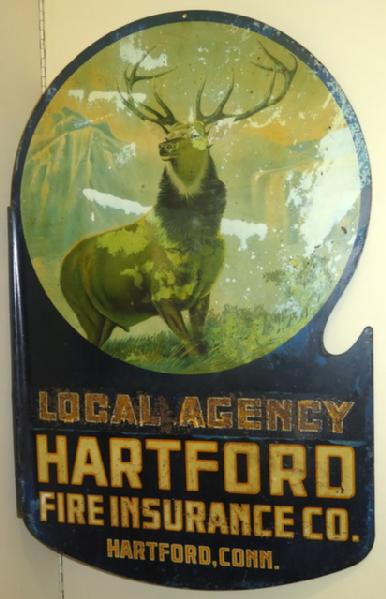 LOCAL AGENCY
HARTFORD
FIRE INSURANCE CO.
HARTFORD, CONN.